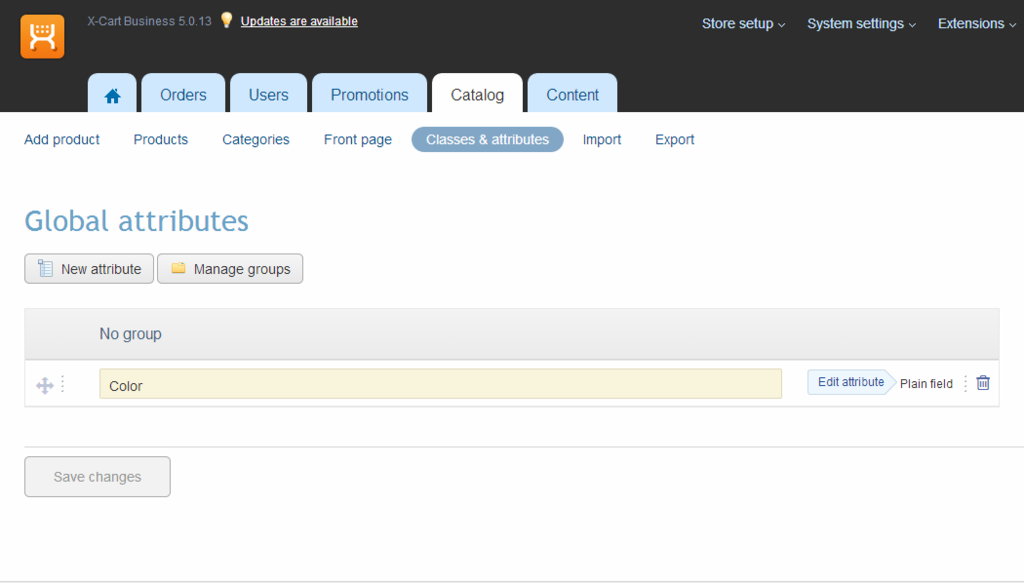 X-Cart Business 5.0.13 Updates are available
Store setup System settings Extensions
Orders Users Promotions Catalog Content
Add product Products Categories Front page Classes & attributes Import Export
Global attributes
New attribute Manage groups
No group
Color Edit attribute Plain field
Save changes